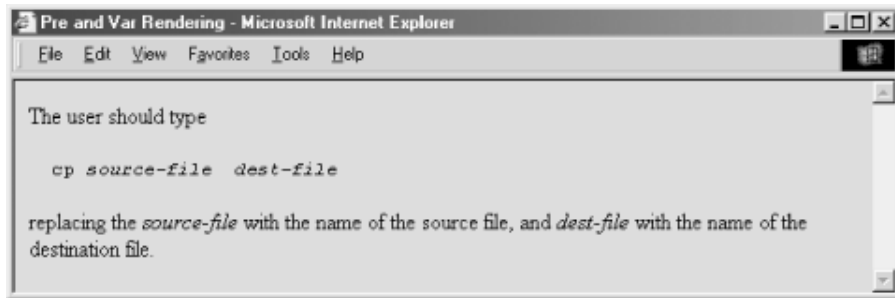 Pre and Var Rendering - Microsoft Internet Explorer
File Edit View Favorites Tools Help
The user should type
cp source-file dest-file
replacing the source-file with the name of the source file, and dest-file with the name of the
destination file.